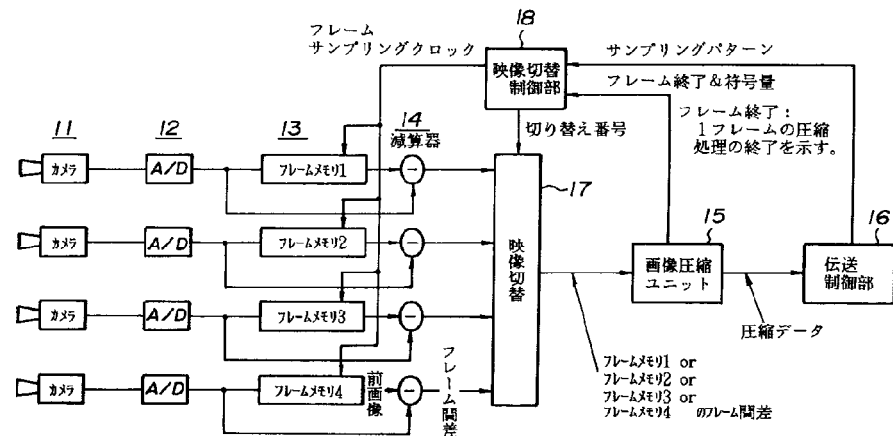 フレーム
サンプリングクロック
18
映像切替
制御部
サンプリングパターン
フレーム終了&符号量
フレーム終了:
1フレームの圧縮
処理の終了を示す。
切り替え番号
11
12
13
14
減算器
カメラ
A/D
フレームメモリ1
−
カメラ
A/D
フレームメモリ2
−
カメラ
A/D
フレームメモリ3
−
カメラ
A/D
フレームメモリ4
前画像
−
フレーム間差
17
映像切替
15
画像圧縮
ユニット
16
伝送
制御部
圧縮データ
フレームメモリ1 or
フレームメモリ2 or
フレームメモリ3 or
フレームメモリ4 のフレーム間差